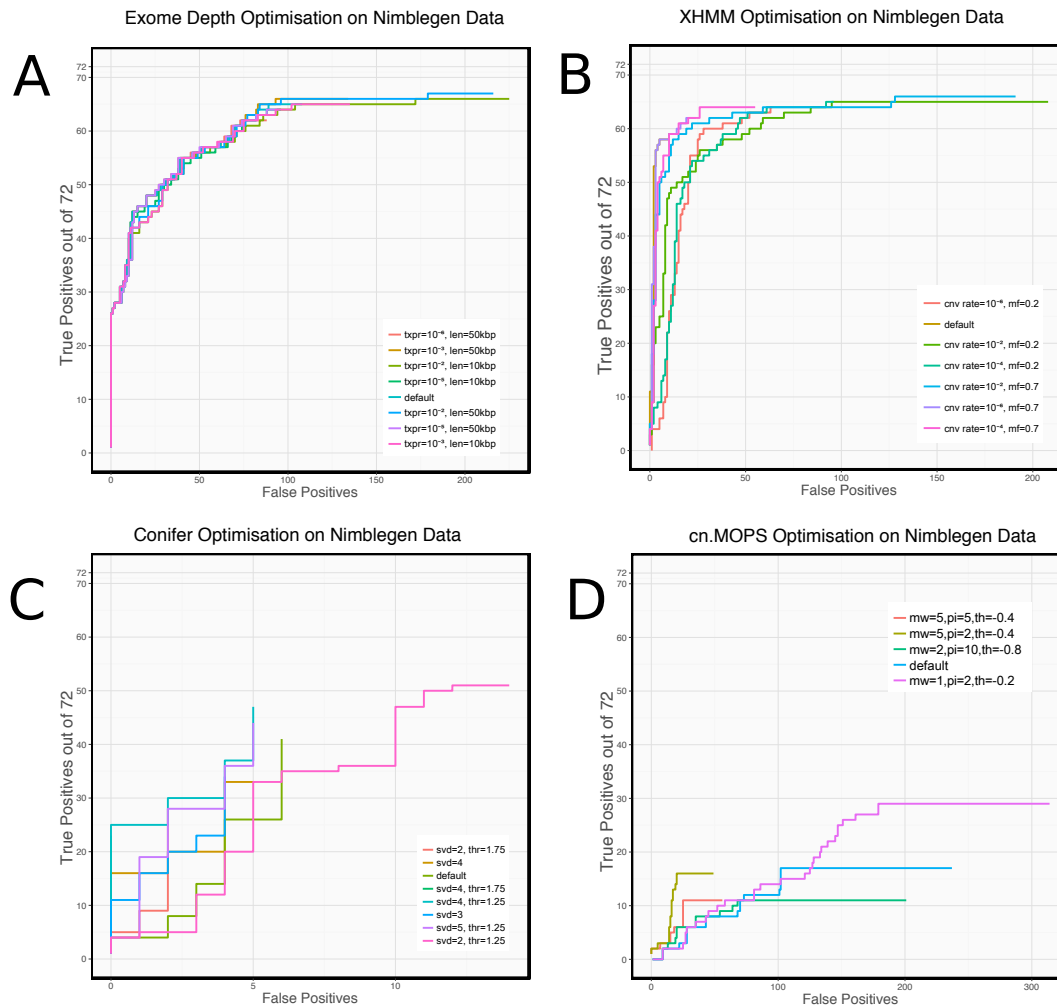 Exome Depth Optimisation on Nimblegen Data
A
True Positives out of 72
72
70
60
50
40
30
20
10
0
txpr=10⁻⁶, len=50kbp
txpr=10⁻³, len=50kbp
txpr=10⁻², len=10kbp
txpr=10⁻⁵, len=10kbp
default
txpr=10⁻², len=50kbp
txpr=10⁻⁵, len=50kbp
txpr=10⁻³, len=10kbp
0 50 100 150 200
False Positives
XHMM Optimisation on Nimblegen Data
B
True Positives out of 72
72
70
60
50
40
30
20
10
0
cnv rate=10⁻⁶, mf=0.2
default
cnv rate=10⁻², mf=0.2
cnv rate=10⁻⁴, mf=0.2
cnv rate=10⁻², mf=0.7
cnv rate=10⁻⁶, mf=0.7
cnv rate=10⁻⁴, mf=0.7
0 50 100 150 200
False Positives
Conifer Optimisation on Nimblegen Data
C
True Positives out of 72
72
70
60
50
40
30
20
10
0
svd=2, thr=1.75
svd=4
default
svd=4, thr=1.75
svd=4, thr=1.25
svd=3
svd=5, thr=1.25
svd=2, thr=1.25
0 5 10
False Positives
cn.MOPS Optimisation on Nimblegen Data
D
True Positives out of 72
72
70
60
50
40
30
20
10
0
mw=5,pi=5,th=-0.4
mw=5,pi=2,th=-0.4
mw=2,pi=10,th=-0.8
default
mw=1,pi=2,th=-0.2
0 100 200 300
False Positives